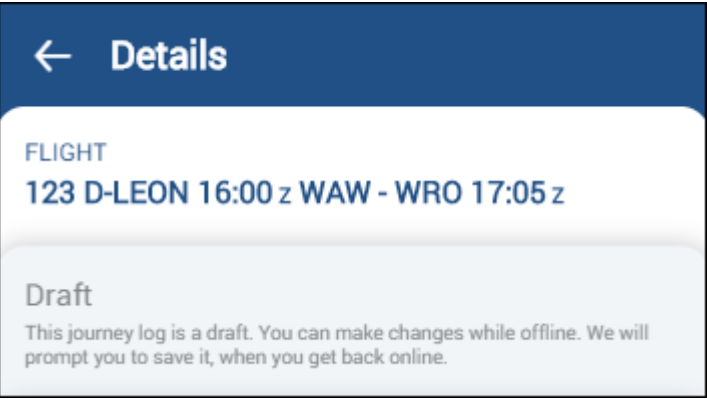 Details
FLIGHT
123 D-LEON 16:00 z WAW - WRO 17:05 z
Draft
This journey log is a draft. You can make changes while offline. We will
prompt you to save it, when you get back online.